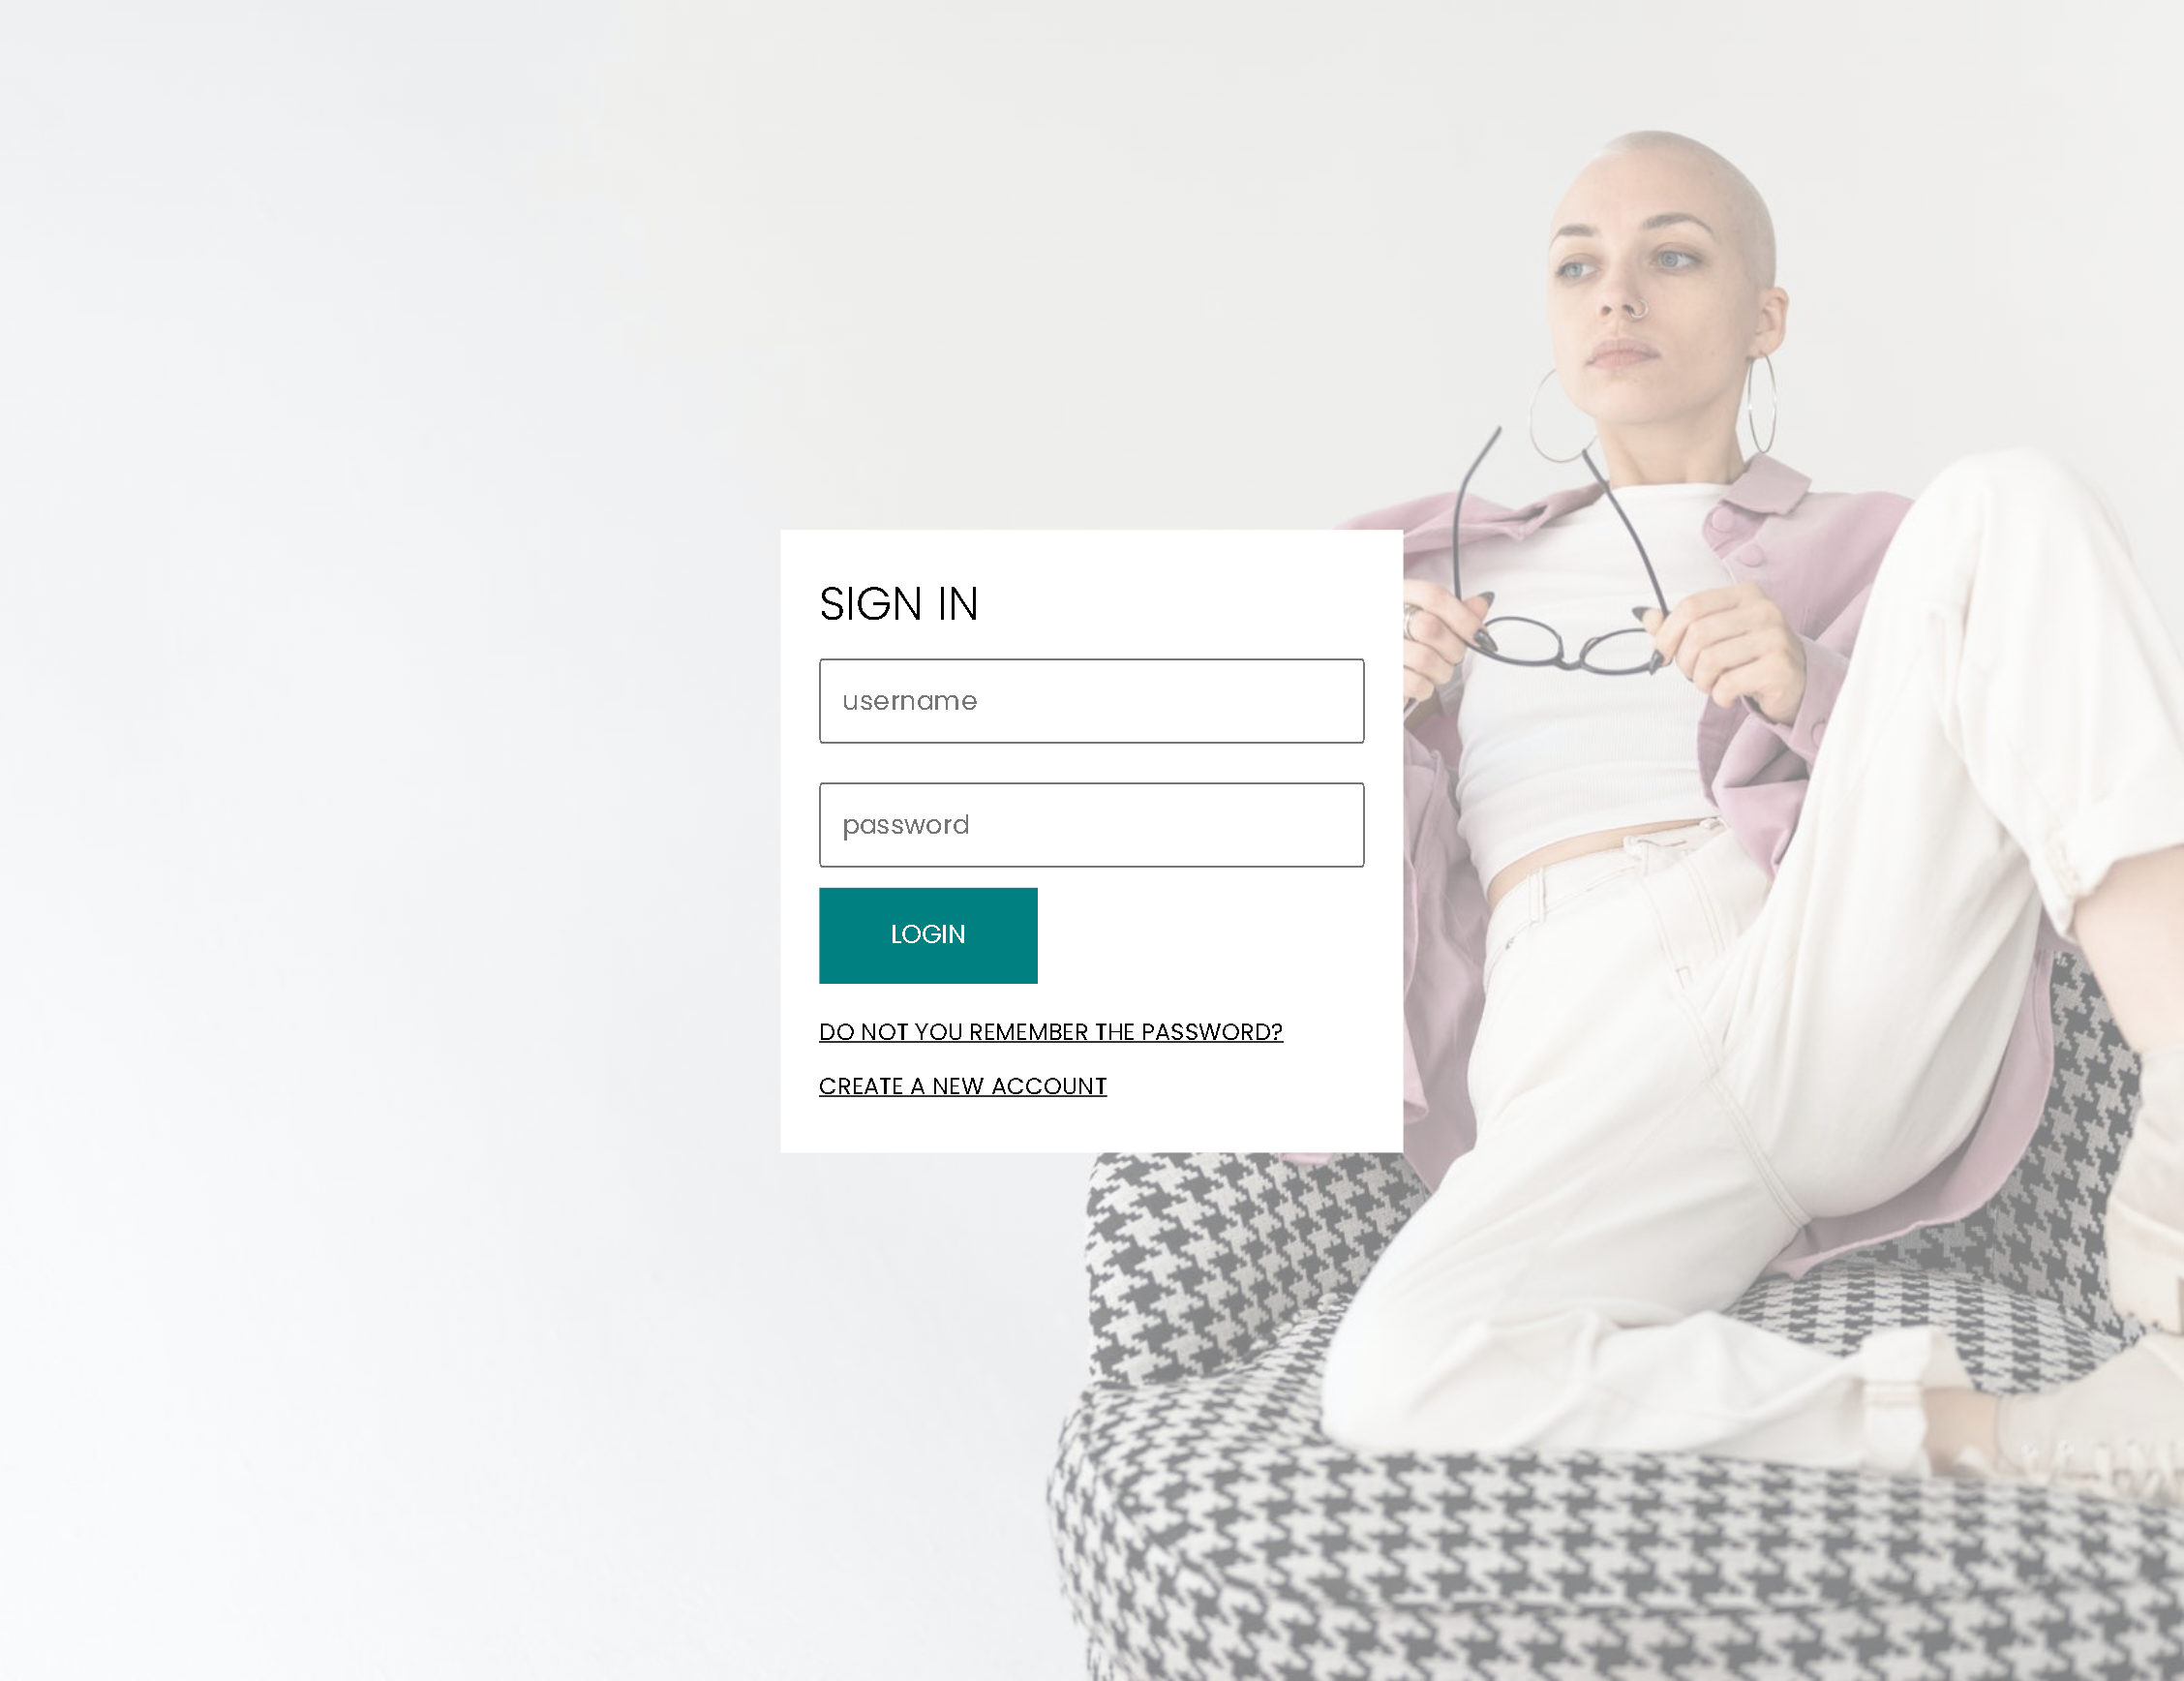 SIGN IN
username
password
LOGIN
DO NOT YOU REMEMBER THE PASSWORD?
CREATE A NEW ACCOUNT